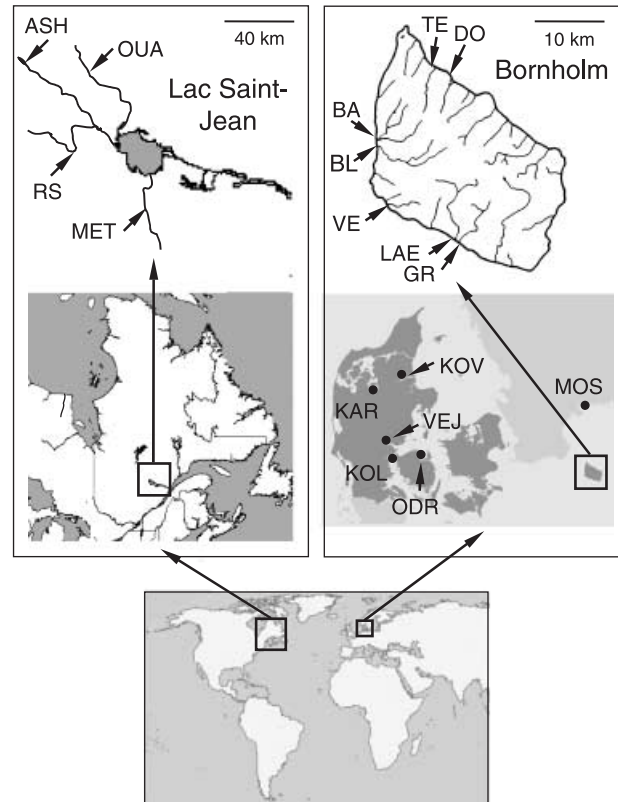 ASH
OUA
40 km
Lac Saint-
Jean
RS
MET
TE
DO
10 km
Bornholm
BA
BL
VE
LAE
GR
KOV
KAR
MOS
VEJ
KOL
ODR